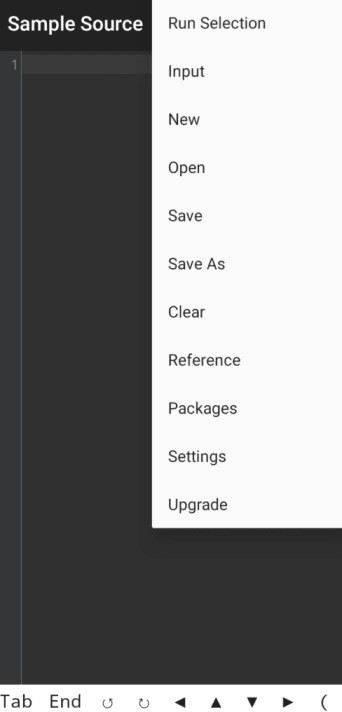 Sample Source
Run Selection
1
Input
New
Open
Save
Save As
Clear
Reference
Packages
Settings
Upgrade
Tab End ↺ ↻ ◀ ▲ ▼ ▶ (